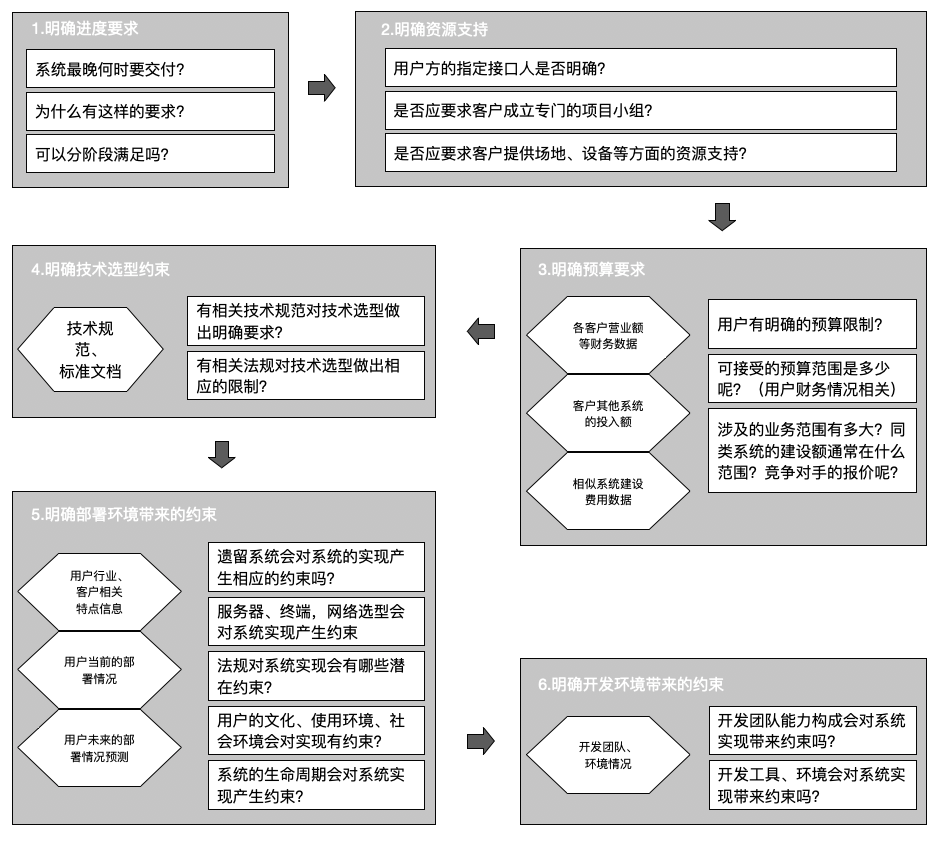 1.明确进度要求
系统最晚何时要交付？
为什么有这样的要求？
可以分阶段满足吗？
2.明确资源支持
用户方的指定接口人是否明确？
是否应要求客户成立专门的项目小组？
是否应要求客户提供场地、设备等方面的资源支持？
3.明确预算要求
各客户营业额
等财务数据
客户其他系统
的投入额
相似系统建设
费用数据
用户有明确的预算限制？
可接受的预算范围是多少
呢？（用户财务情况相关）
涉及的业务范围有多大？同
类系统的建设额通常在什么
范围？竞争对手的报价呢？
4.明确技术选型约束
技术规
范、
标准文档
有相关技术规范对技术选型做
出明确要求？
有相关法规对技术选型做出相
应的限制？
5.明确部署环境带来的约束
用户行业、
客户相关
特点信息
用户当前的部
署情况
用户未来的部
署情况预测
遗留系统会对系统的实现产
生相应的约束吗？
服务器、终端，网络选型会
对系统实现产生约束
法规对系统实现会有哪些潜
在约束？
用户的文化、使用环境、社
会环境会对实现有约束？
系统的生命周期会对系统实
现产生约束？
6.明确开发环境带来的约束
开发团队、
环境情况
开发团队能力构成会对系统
实现带来约束吗？
开发工具、环境会对系统实
现带来约束吗？